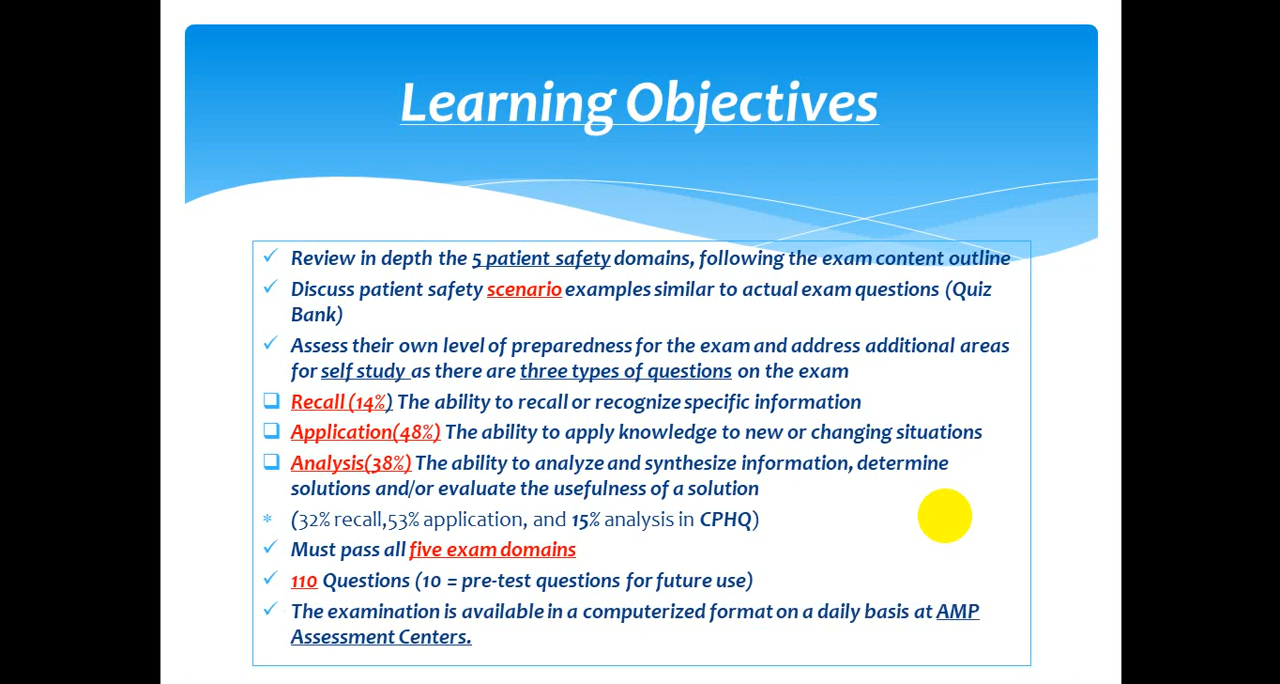 Learning Objectives
Review in depth the 5 patient safety domains, following the exam content outline
Discuss patient safety scenario examples similar to actual exam questions (Quiz
Bank)
Assess their own level of preparedness for the exam and address additional areas
for self study as there are three types of questions on the exam
Recall (14%) The ability to recall or recognize specific information
Application(48%) The ability to apply knowledge to new or changing situations
Analysis(38%) The ability to analyze and synthesize information, determine
solutions and/or evaluate the usefulness of a solution
(32% recall,53% application, and 15% analysis in CPHQ)
Must pass all five exam domains
110 Questions (10 = pre-test questions for future use)
The examination is available in a computerized format on a daily basis at AMP
Assessment Centers.